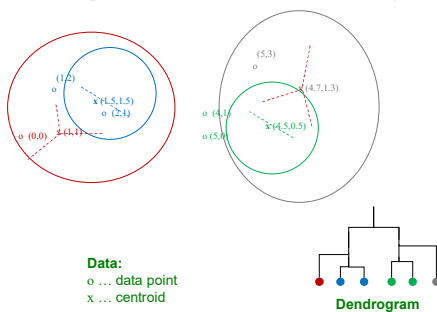 (5,3)
(1,2)
x (1.5,1.5)
o (2,1)
x (4.7,1.3)
o (0,0)
x (1,1)
o (4,1)
x (4.5,0.5)
o (5,0)
Data:
o … data point
x … centroid
Dendrogram